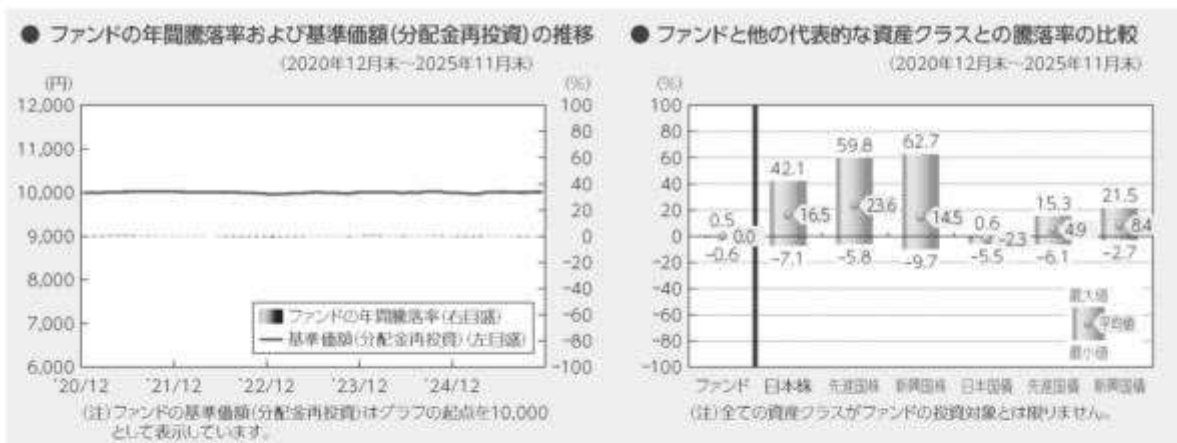 ● ファンドの年間騰落率および基準価額(分配金再投資)の推移
(2020年12月末～2025年11月末)
(円)
(%)
12,000
11,000
10,000
9,000
8,000
7,000
6,000
100
80
60
40
20
0
-20
-40
-60
-80
-100
ファンドの年間騰落率(右目盛)
基準価額(分配金再投資)(左目盛)
'20/12
'21/12
'22/12
'23/12
'24/12
(注)ファンドの基準価額(分配金再投資)はグラフの起点を10,000
として表示しています。
● ファンドと他の代表的な資産クラスとの騰落率の比較
(2020年12月末～2025年11月末)
(%)
100
80
60
40
20
0
-20
-40
-60
-80
-100
0.5
0.0
-0.6
42.1
16.5
-7.1
59.8
23.6
-5.8
62.7
14.5
-9.7
0.6
-2.3
-5.5
15.3
4.9
-6.1
21.5
8.4
-2.7
最大値
平均値
最小値
ファンド
日本株
先進国株
新興国株
日本国債
先進国債
新興国債
(注)全ての資産クラスがファンドの投資対象とは限りません。